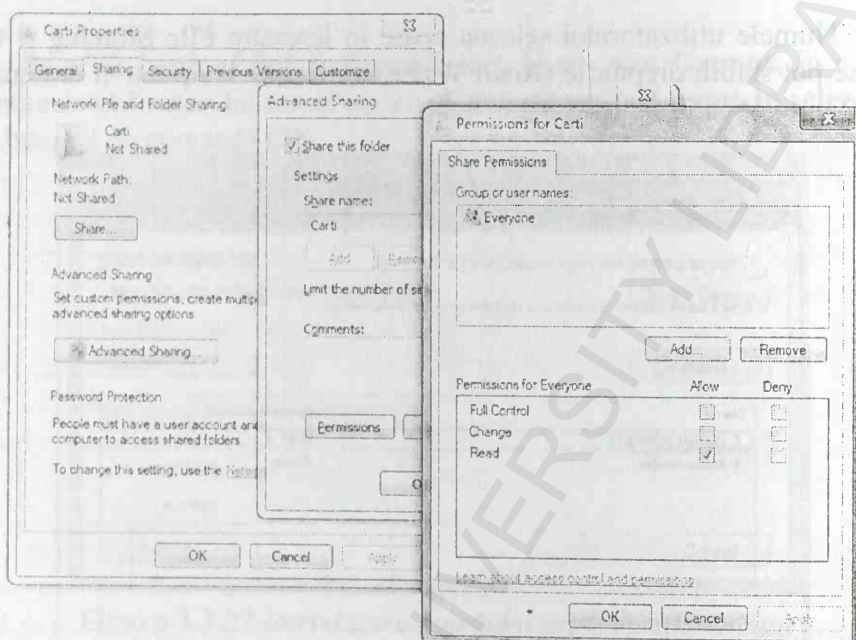 Numele utilizatorului
Carti Properties
General Sharing Security Previous Versions Customize
Network File and Folder Sharing
Carti
Not Shared
Network Path:
Not Shared
Share...
Advanced Sharing
Set custom permissions, create
advanced sharing options
Advanced Sharing...
Password Protection
People must have a user account
computer to access shared folders
To change this setting, use the
OK Cancel Apply
Advanced Sharing
Share this folder
Settings
Share name:
Carti
Add
Limit the number of
Comments:
Permissions
Permissions for Carti
Share Permissions
Group or user names:
Everyone
Add... Remove
Permissions for Everyone Allow Deny
Full Control
Change
Read
Learn about access control and permissions
OK Cancel Apply